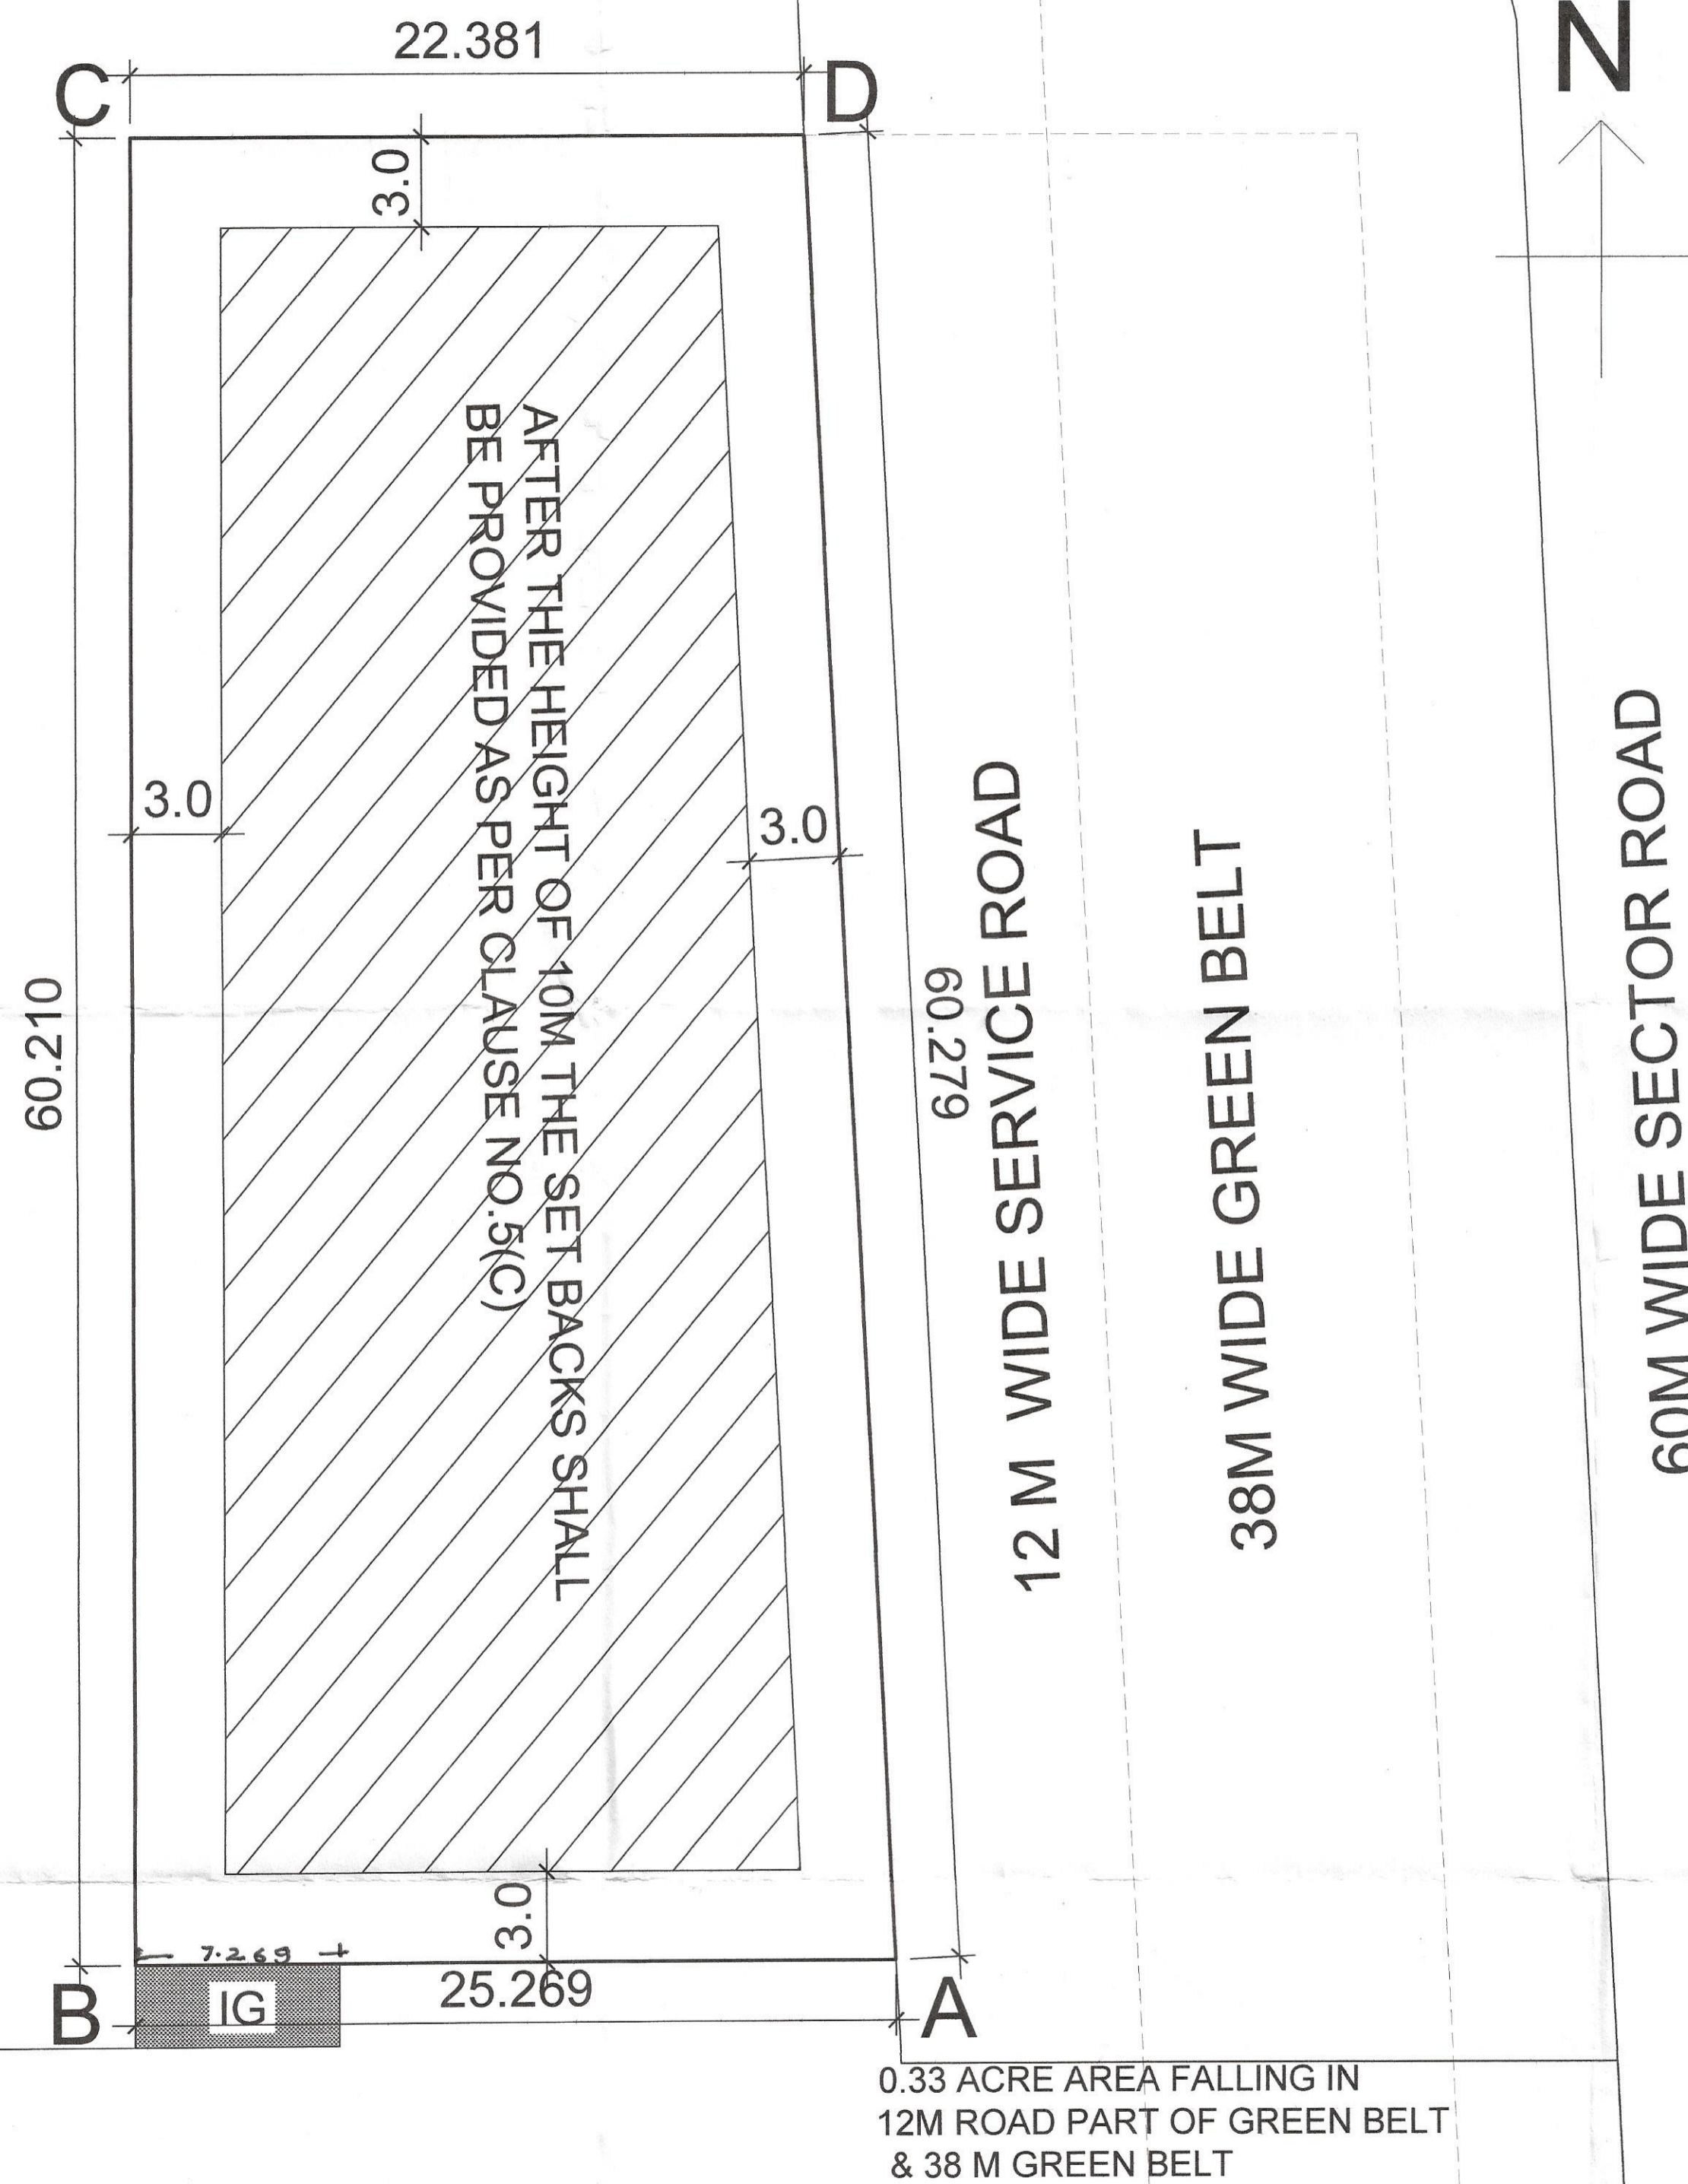 N
22.381
C
D
3.0
AFTER THE HEIGHT OF 10M THE SET BACKS SHALL
BE PROVIDED AS PER CLAUSE NO.5(C)
3.0
3.0
60.210
60.279
12 M WIDE SERVICE ROAD
38M WIDE GREEN BELT
60M WIDE SECTOR ROAD
3.0
7.269
IG
25.269
B
A
0.33 ACRE AREA FALLING IN
12M ROAD PART OF GREEN BELT
& 38 M GREEN BELT